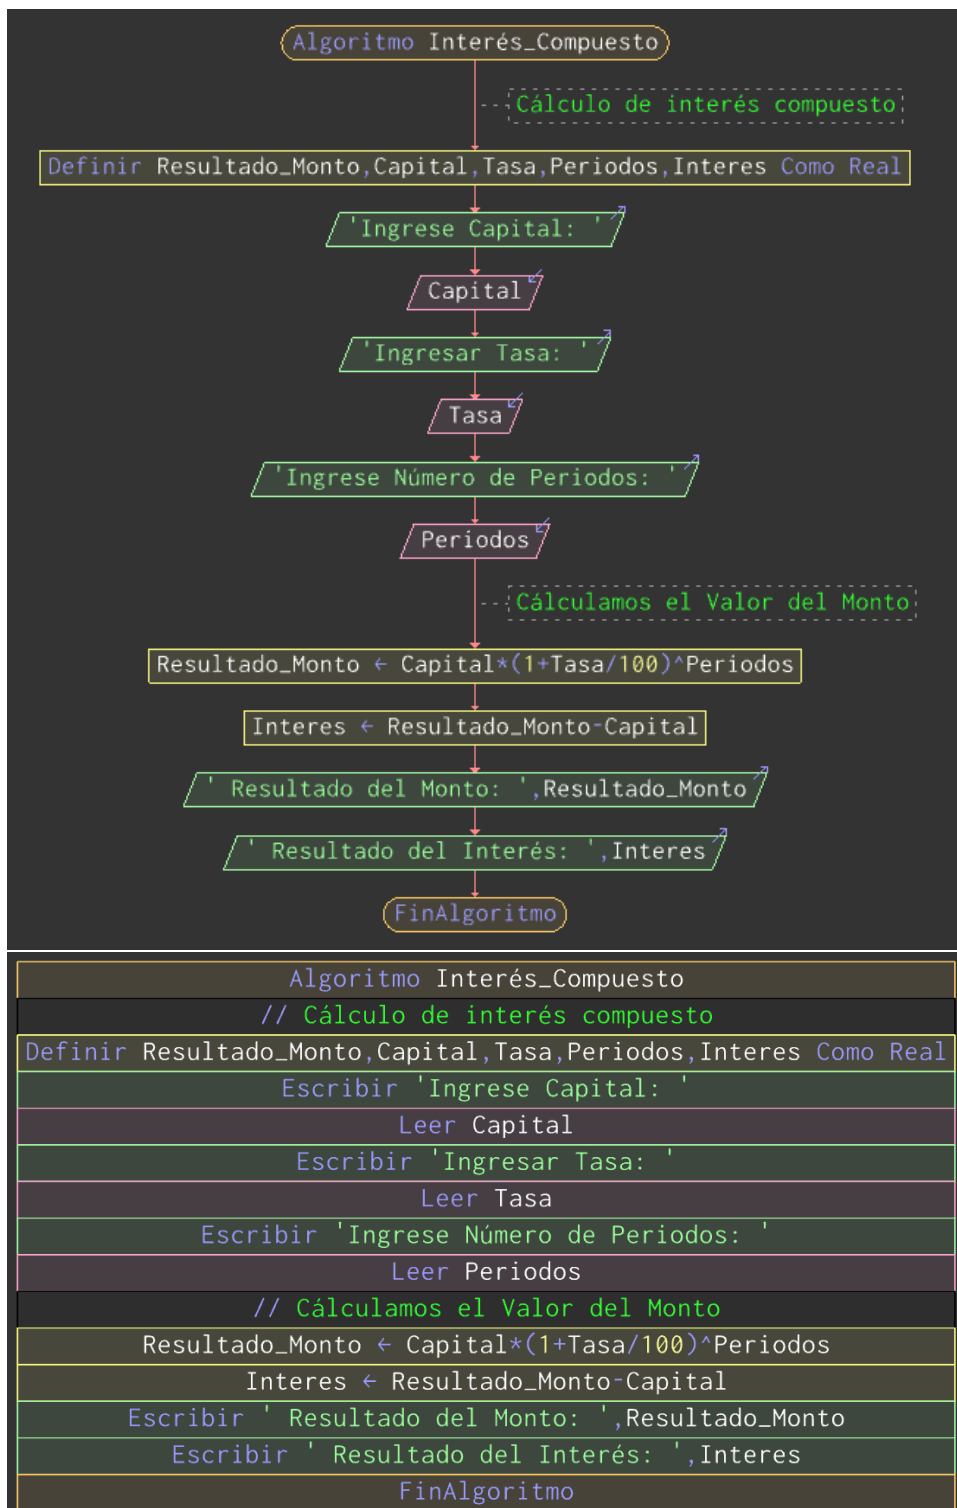 Algoritmo Interés_Compuesto
Cálculo de interés compuesto
Definir Resultado_Monto,Capital,Tasa,Periodos,Interes Como Real
'Ingrese Capital: '
Capital
'Ingresar Tasa: '
Tasa
'Ingrese Número de Periodos: '
Periodos
Cálculamos el Valor del Monto
Resultado_Monto ← Capital*(1+Tasa/100)^Periodos
Interes ← Resultado_Monto-Capital
' Resultado del Monto: ',Resultado_Monto
' Resultado del Interés: ',Interes
FinAlgoritmo
Algoritmo Interés_Compuesto
// Cálculo de interés compuesto
Definir Resultado_Monto,Capital,Tasa,Periodos,Interes Como Real
Escribir 'Ingrese Capital: '
Leer Capital
Escribir 'Ingresar Tasa: '
Leer Tasa
Escribir 'Ingrese Número de Periodos: '
Leer Periodos
// Cálculamos el Valor del Monto
Resultado_Monto ← Capital*(1+Tasa/100)^Periodos
Interes ← Resultado_Monto-Capital
Escribir ' Resultado del Monto: ',Resultado_Monto
Escribir ' Resultado del Interés: ',Interes
FinAlgoritmo